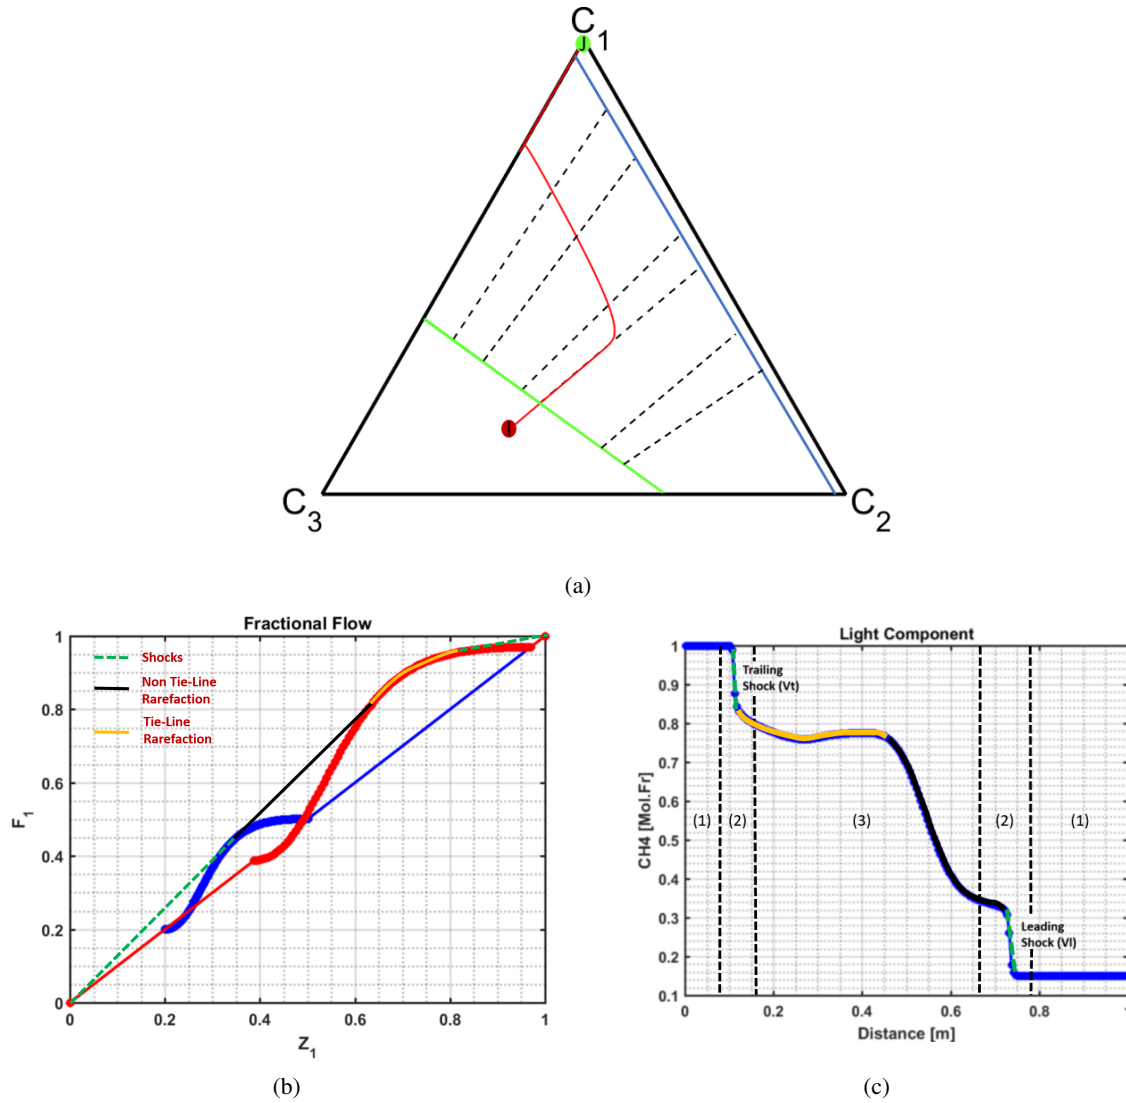 C1
J
I
C3
C2
(a)
Fractional Flow
F1
1
0.8
0.6
0.4
0.2
0
Shocks
Non Tie-Line
Rarefaction
Tie-Line
Rarefaction
0 0.2 0.4 0.6 0.8 1
Z1
(b)
Light Component
CH4 [Mol.Fr]
1
0.9
0.8
0.7
0.6
0.5
0.4
0.3
0.2
0.1
Trailing
Shock (Vt)
(1) (2) (3) (2) (1)
Leading
Shock (Vl)
0 0.2 0.4 0.6 0.8 1
Distance [m]
(c)